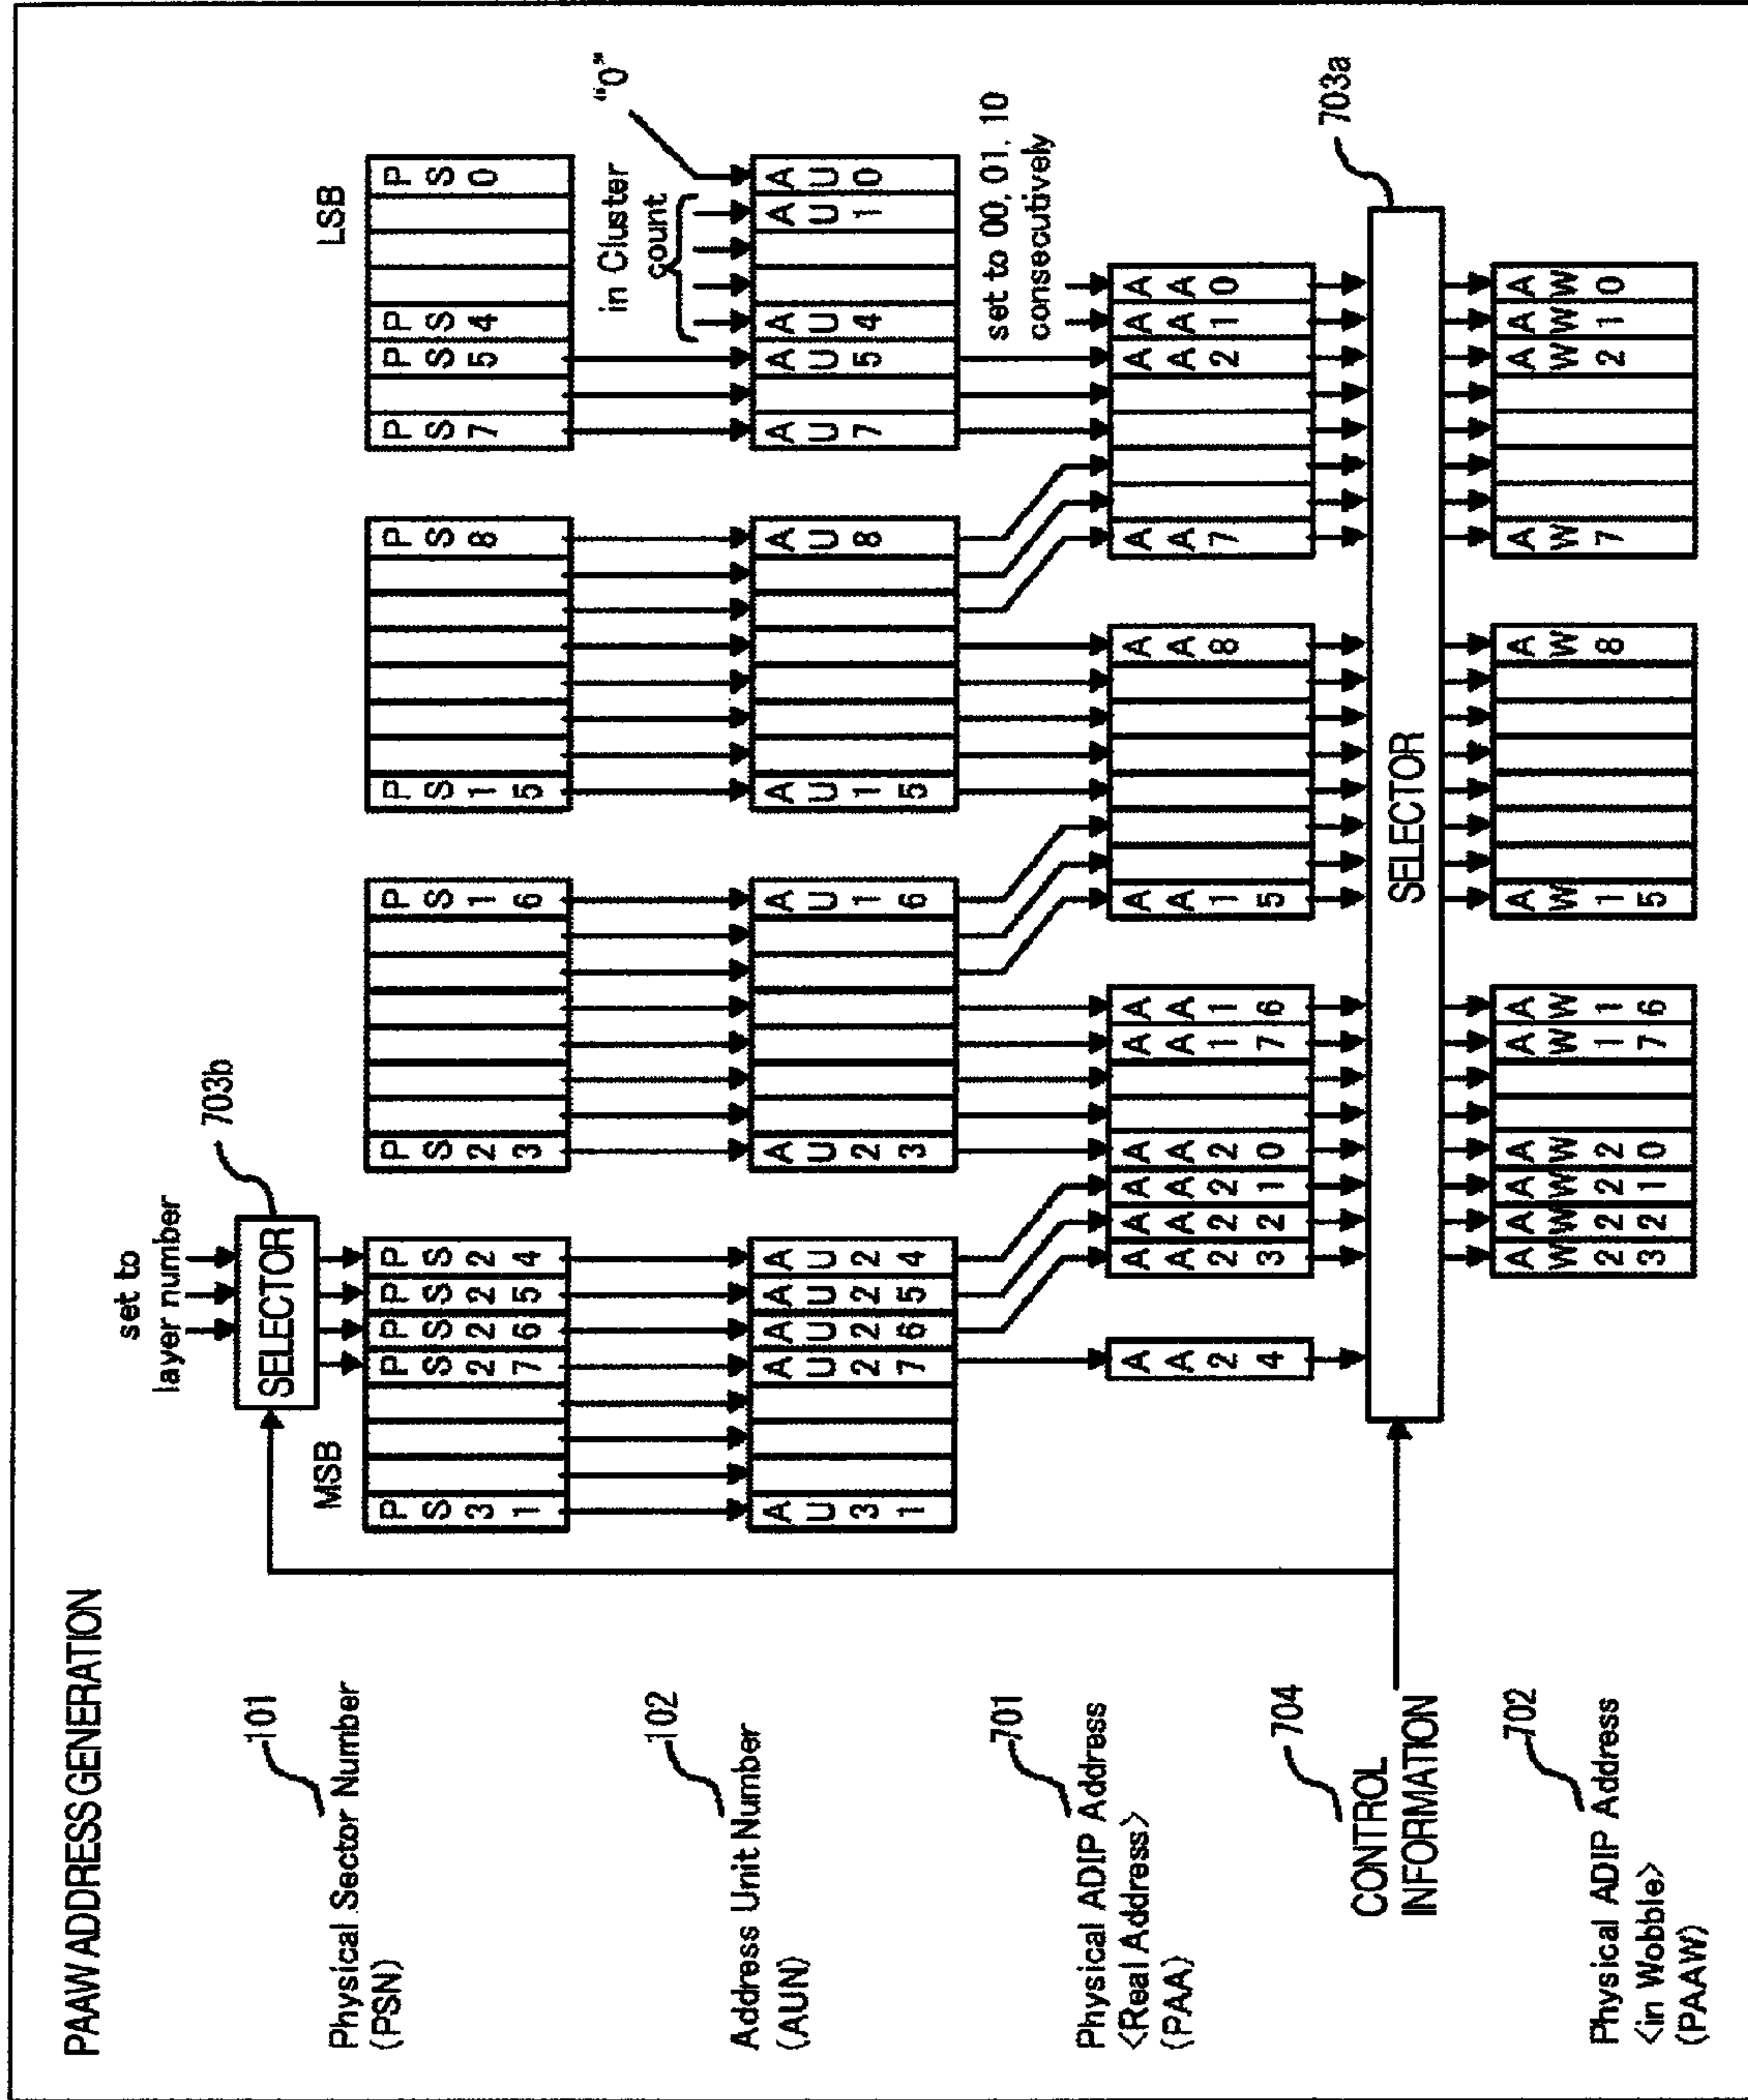 PAAW ADDRESS GENERATION
set to
layer number
703b
SELECTOR
MSB
LSB
101
Physical Sector Number
(PSN)
PS31
PS27
PS26
PS25
PS24
PS23
PS16
PS15
PS8
PS7
PS5
PS4
PS0
in Cluster
count
"0"
102
Address Unit Number
(AUN)
AU31
AU27
AU26
AU25
AU24
AU23
AU16
AU15
AU8
AU7
AU5
AU4
AU1
AU0
set to 00, 01, 10
consecutively
701
Physical ADIP Address
<Real Address>
(PAA)
AA24
AA23
AA22
AA21
AA20
AA17
AA16
AA15
AA8
AA7
AA2
AA1
AA0
704
CONTROL
INFORMATION
SELECTOR
703a
702
Physical ADIP Address
<in Wobble>
(PAAW)
AW23
AW22
AW21
AW20
AW17
AW16
AW15
AW8
AW7
AW2
AW1
AW0